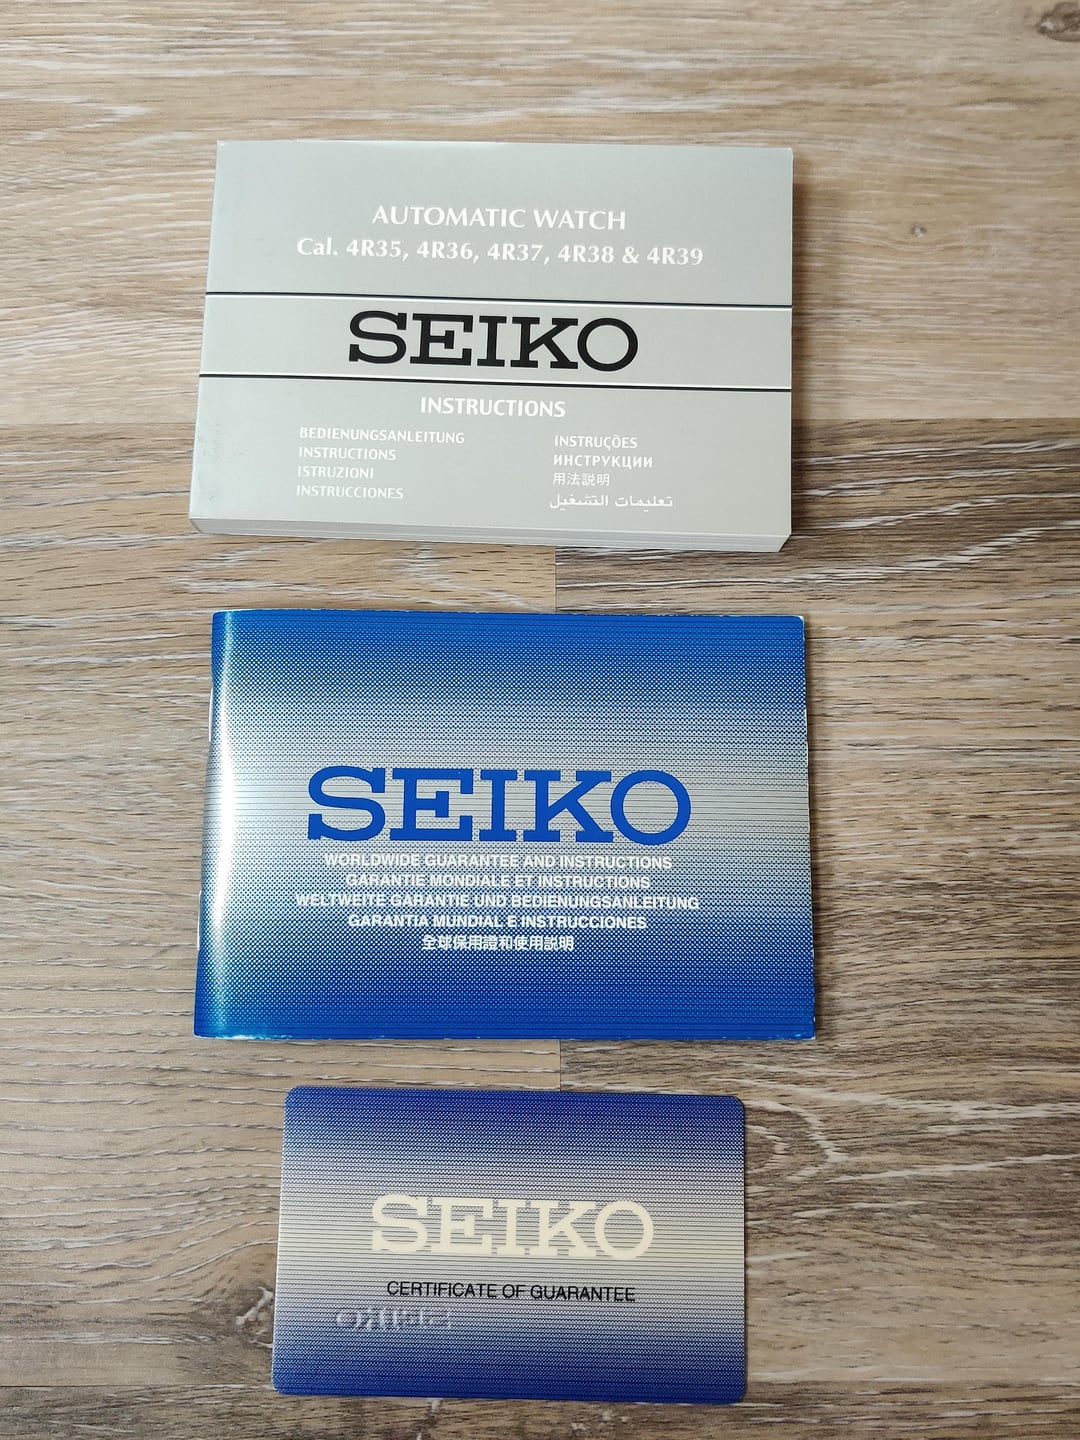 AUTOMATIC WATCH
Cal. 4R35, 4R36, 4R37, 4R38 & 4R39
SEIKO
INSTRUCTIONS
BEDIENUNGSANLEITUNG
INSTRUCTIONS
ISTRUZIONI
INSTRUCCIONES
INSTRUÇÕES
ИНСТРУКЦИИ
用法説明
تعليمات التشغيل
SEIKO
WORLDWIDE GUARANTEE AND INSTRUCTIONS
GARANTIE MONDIALE ET INSTRUCTIONS
WELTWEITE GARANTIE UND BEDIENUNGSANLEITUNG
GARANTIA MUNDIAL E INSTRUCCIONES
全球保用證和使用説明
SEIKO
CERTIFICATE OF GUARANTEE